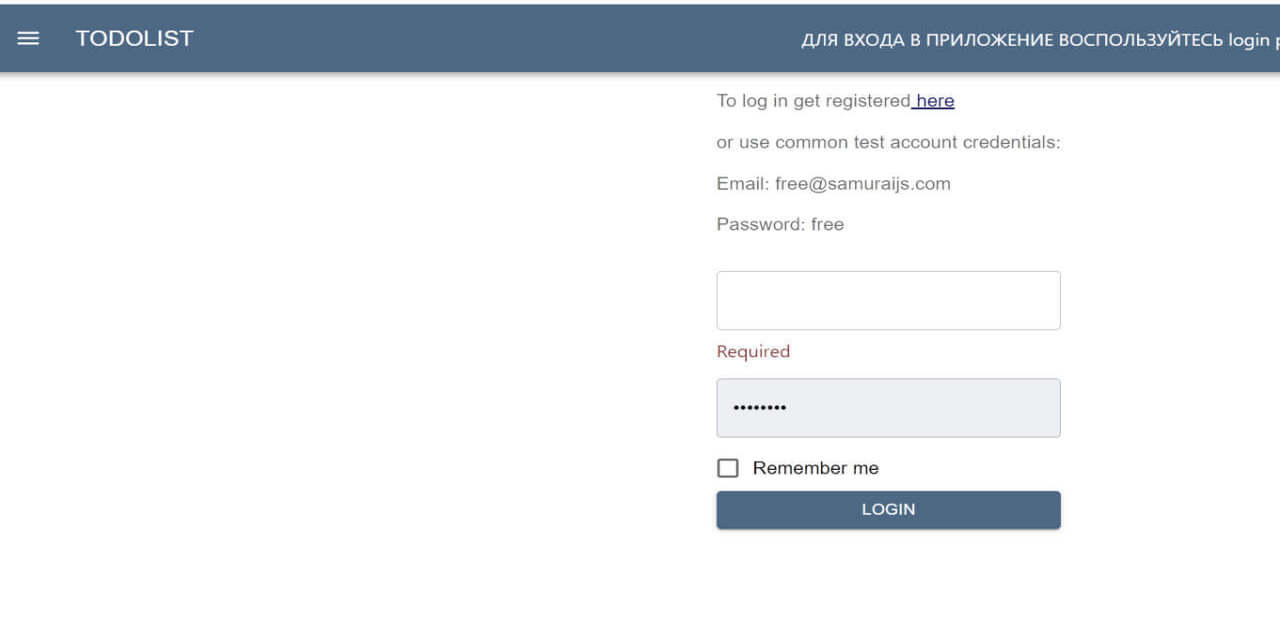 TODOLIST
ДЛЯ ВХОДА В ПРИЛОЖЕНИЕ ВОСПОЛЬЗУЙТЕСЬ login
To log in get registered here
or use common test account credentials:
Email: free@samuraijs.com
Password: free
Required
••••••••
Remember me
LOGIN